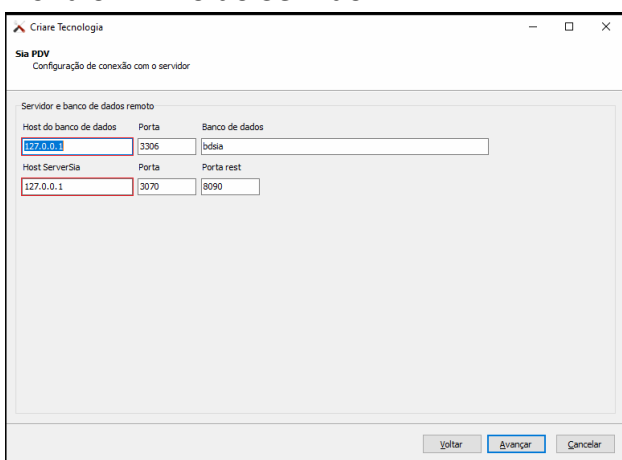 Criare Tecnologia
Sia PDV
Configuração de conexão com o servidor
Servidor e banco de dados remoto
Host do banco de dados Porta Banco de dados
127.0.0.1 3306 bdsia
Host ServerSia Porta Porta rest
127.0.0.1 3070 8090
Voltar Avançar Cancelar